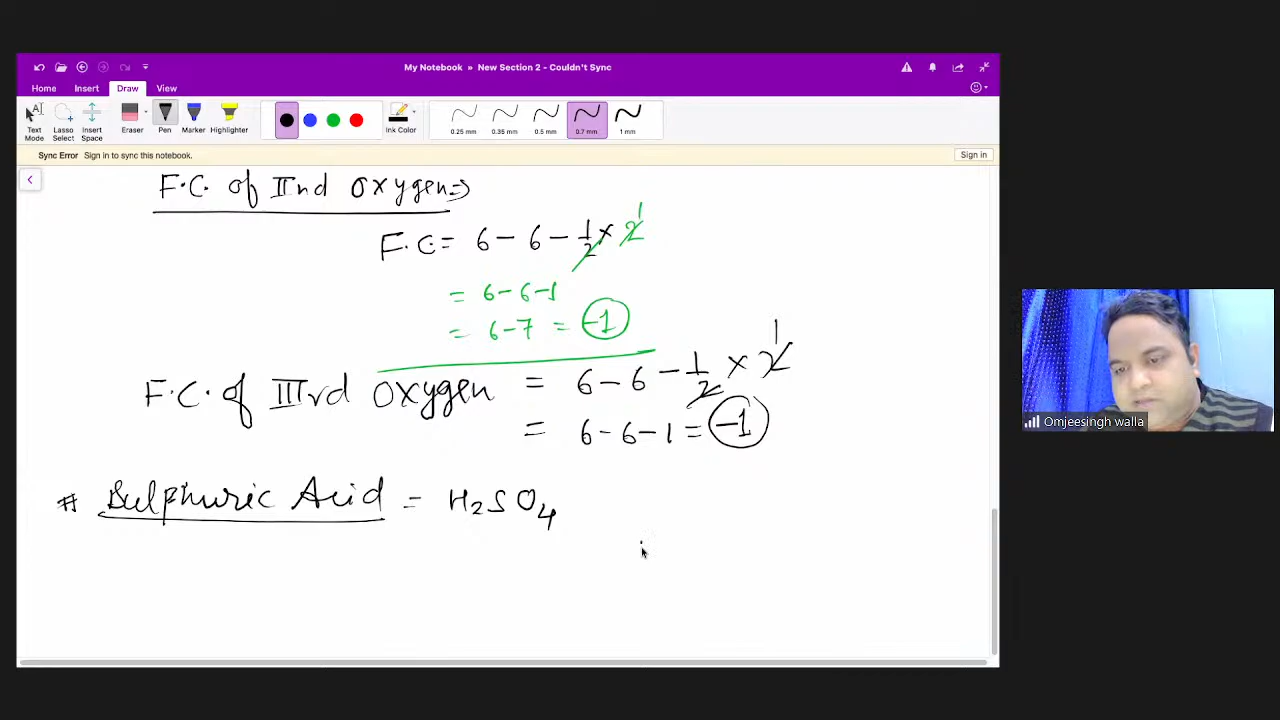 My Notebook » New Section 2 - Couldn't Sync
Home Insert Draw View
Text Mode Lasso Select Insert Space Eraser Pen Marker Highlighter Ink Color 0.25 mm 0.35 mm 0.5 mm 0.7 mm 1 mm
Sync Error Sign in to sync this notebook. Sign in
F.C. of IInd Oxygen ⇒
F.C = 6 - 6 - 1/2 × 2 1
= 6 - 6 - 1
= 6 - 7 = -1
F.C. of IIIrd Oxygen = 6 - 6 - 1/2 × 2 1
= 6 - 6 - 1 = -1
# Sulphuric Acid = H2SO4
Omjeesingh walla